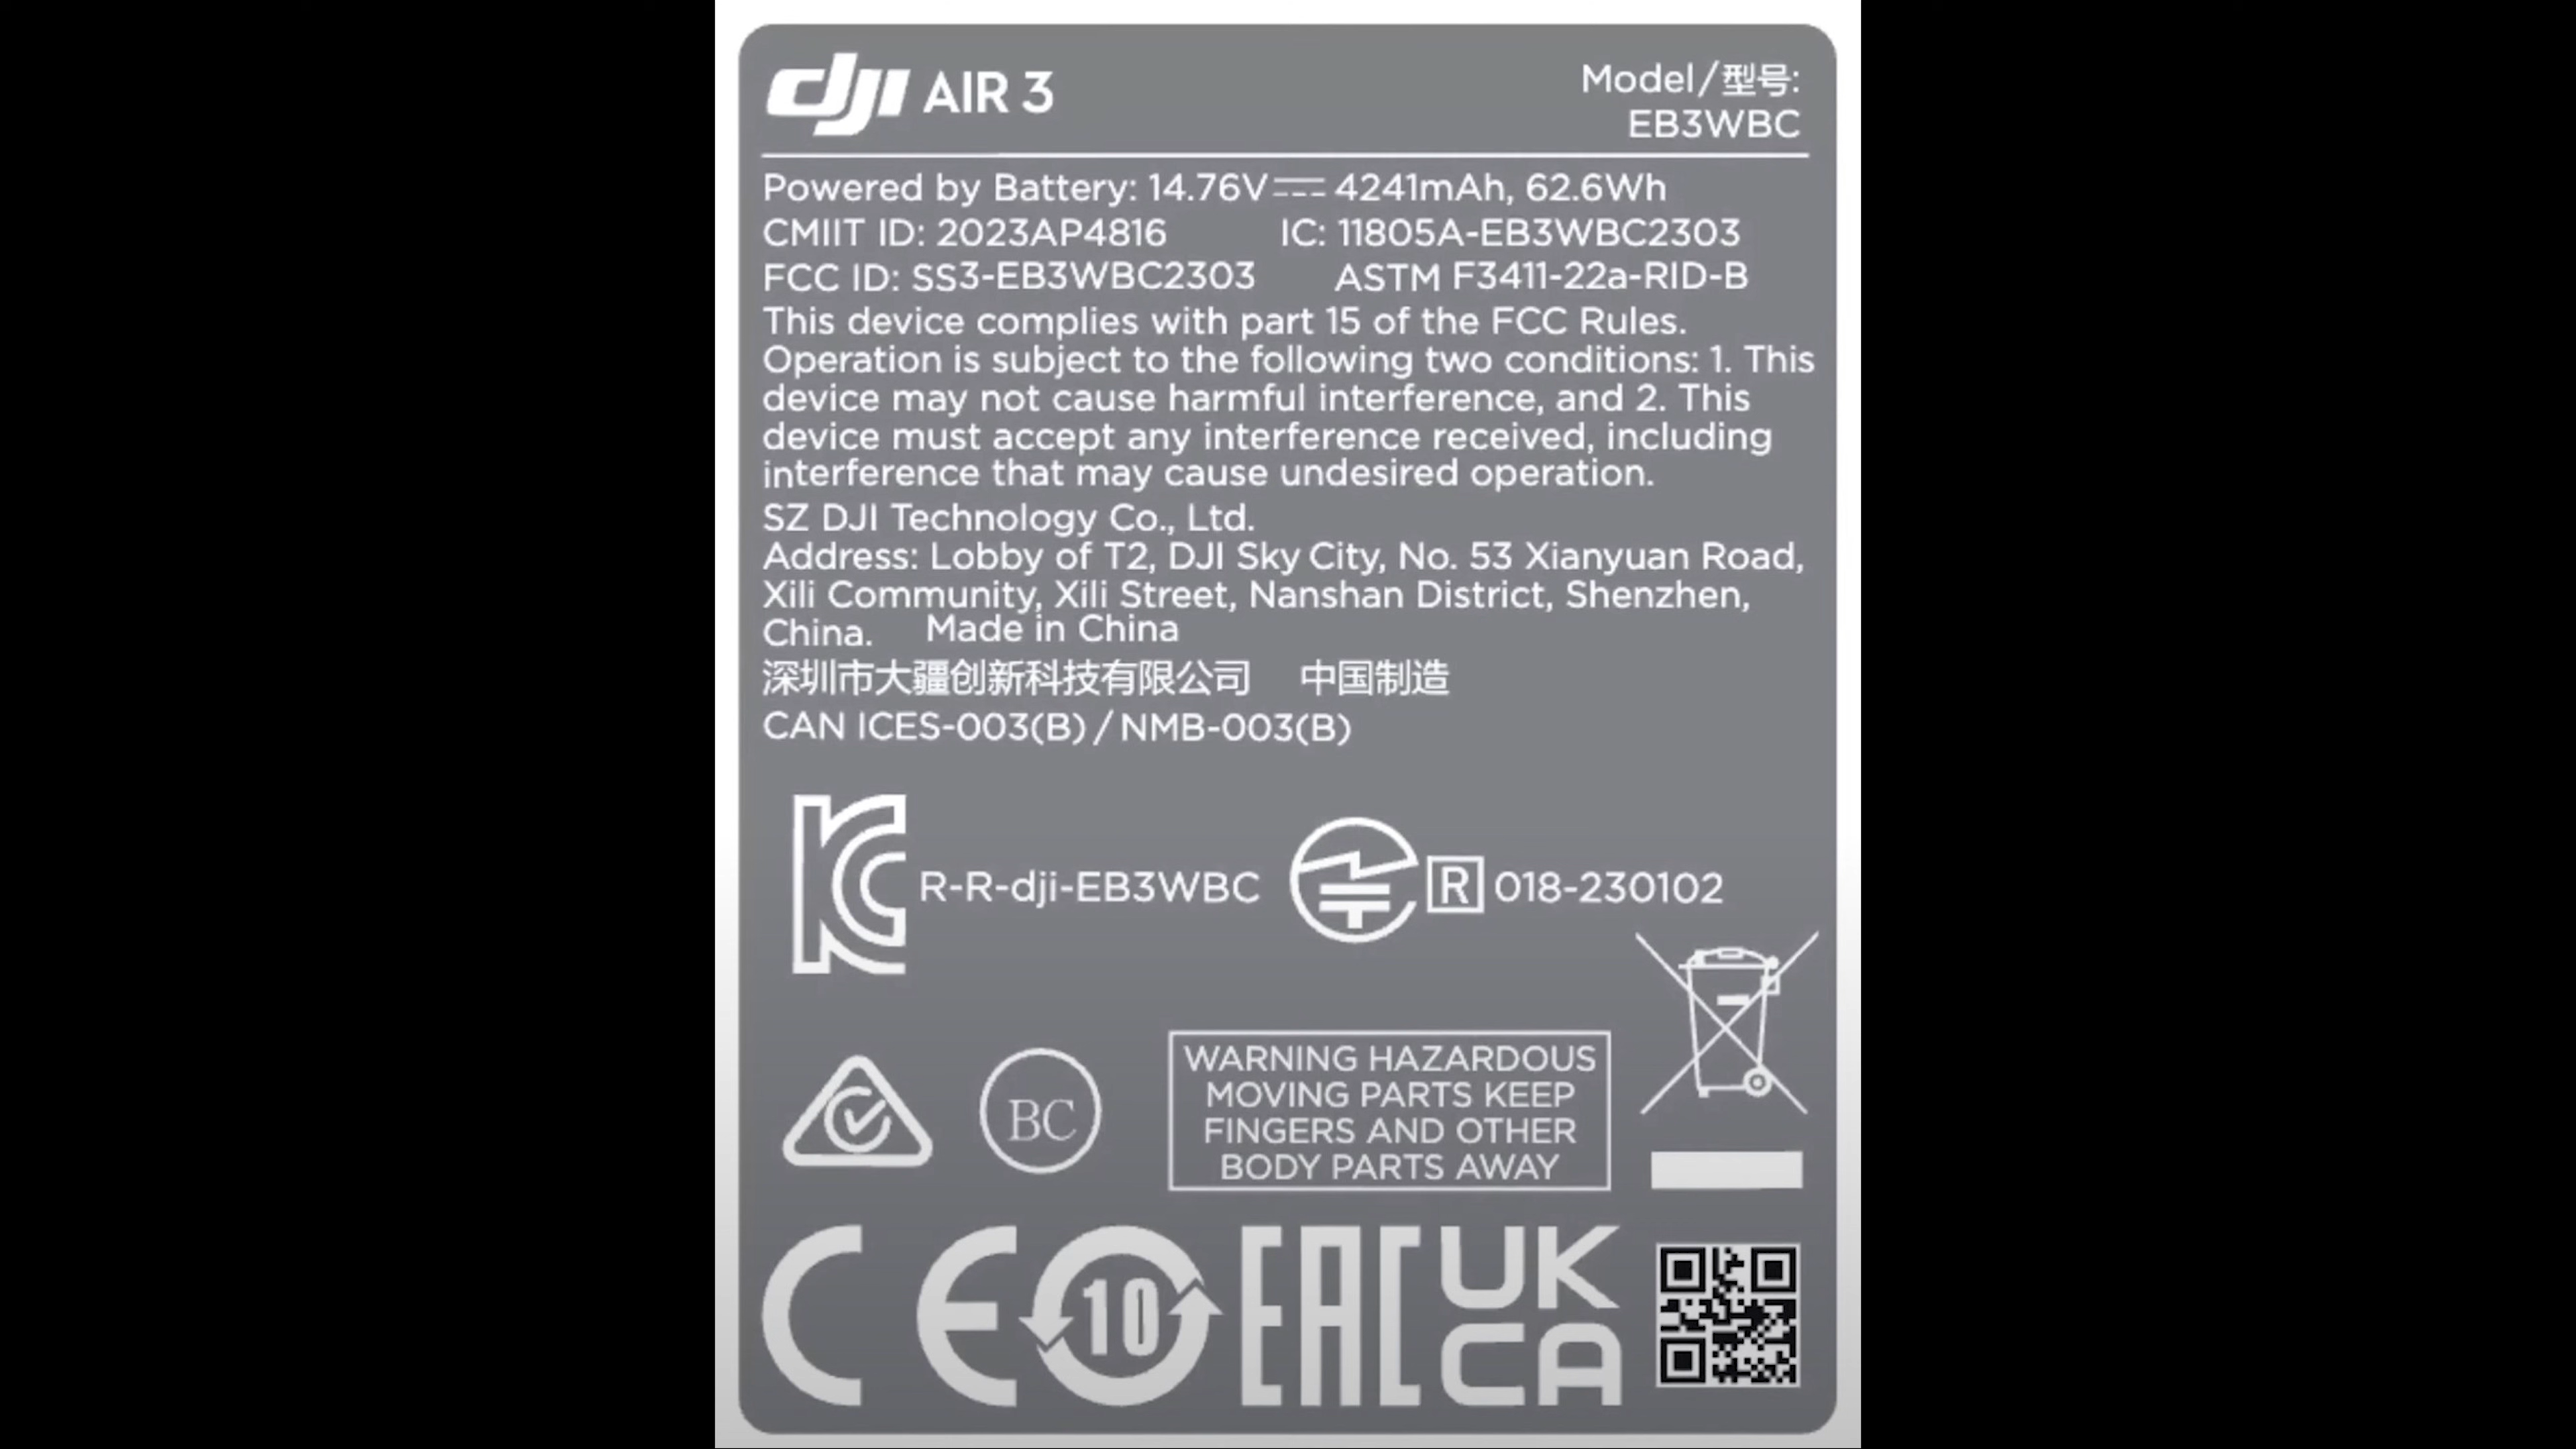 dji AIR 3
Model/型号:
EB3WBC
Powered by Battery: 14.76V⎓4241mAh, 62.6Wh
CMIIT ID: 2023AP4816 IC: 11805A-EB3WBC2303
FCC ID: SS3-EB3WBC2303 ASTM F3411-22a-RID-B
This device complies with part 15 of the FCC Rules.
Operation is subject to the following two conditions: 1. This
device may not cause harmful interference, and 2. This
device must accept any interference received, including
interference that may cause undesired operation.
SZ DJI Technology Co., Ltd.
Address: Lobby of T2, DJI Sky City, No. 53 Xianyuan Road,
Xili Community, Xili Street, Nanshan District, Shenzhen,
China. Made in China
深圳市大疆创新科技有限公司 中国制造
CAN ICES-003(B) / NMB-003(B)
KC R-R-dji-EB3WBC R 018-230102
BC
WARNING HAZARDOUS
MOVING PARTS KEEP
FINGERS AND OTHER
BODY PARTS AWAY
CE 10 EAC UK
CA